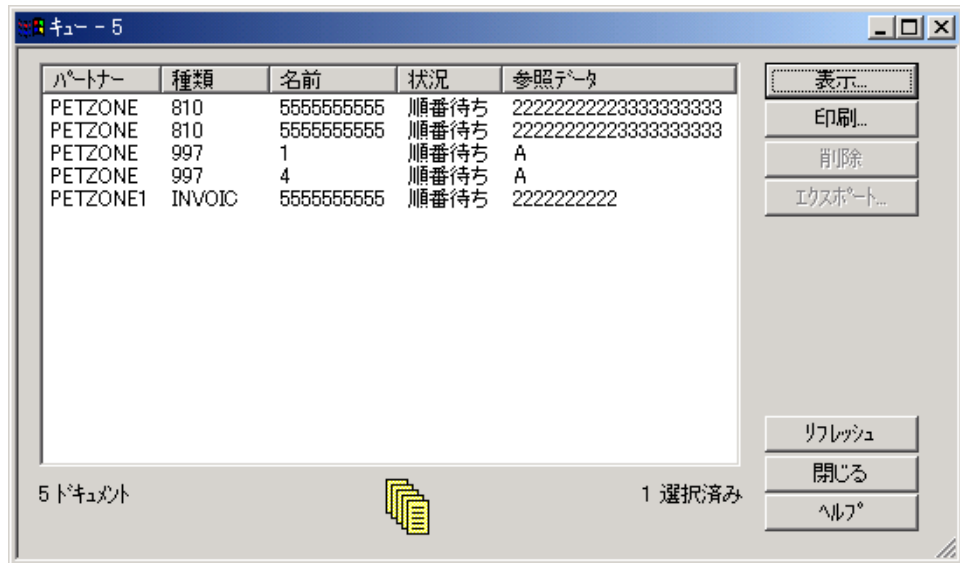 キュー - 5
パートナー 種類 名前 状況 参照データ
PETZONE 810 5555555555 順番待ち 22222222223333333333
PETZONE 810 5555555555 順番待ち 22222222223333333333
PETZONE 997 1 順番待ち A
PETZONE 997 4 順番待ち A
PETZONE1 INVOIC 5555555555 順番待ち 2222222222
表示...
印刷...
削除
エクスポート...
リフレッシュ
閉じる
ヘルプ
5 ドキュメント
1 選択済み